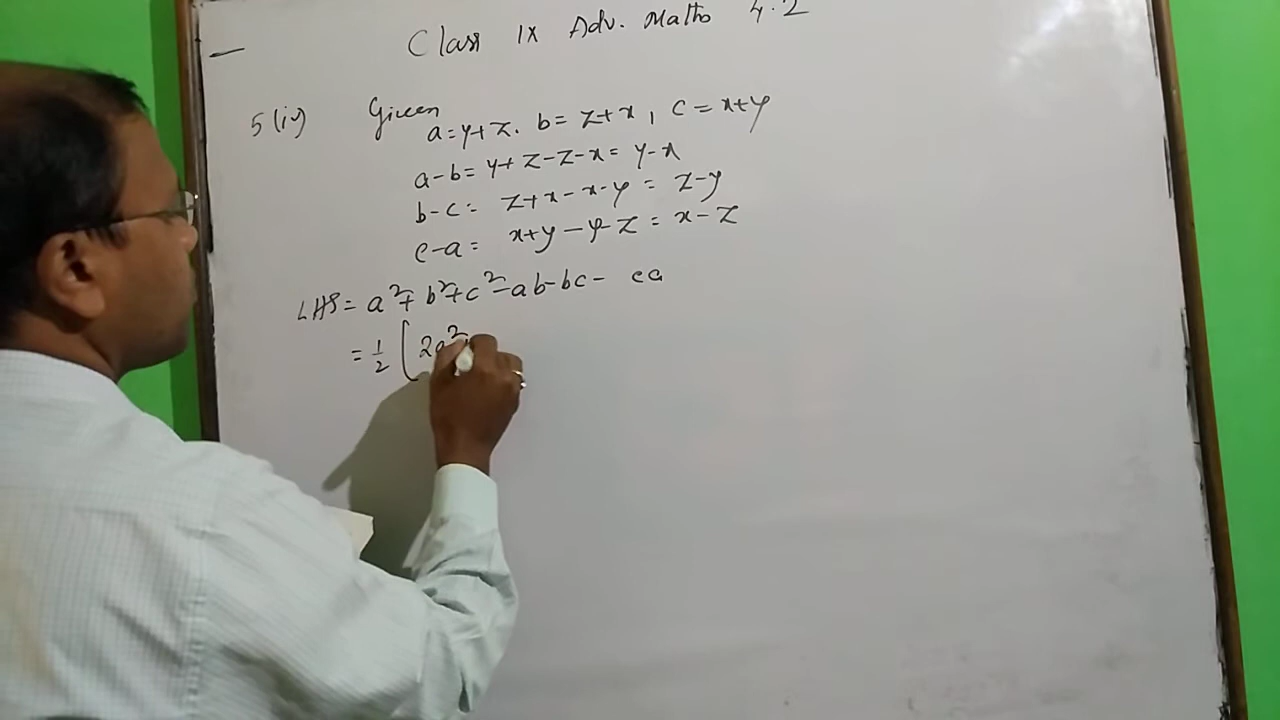 Class IX Adv. Maths 4.2
5(iv) Given
a=y+z. b= z+x, c = x+y
a-b= y+z-z-x= y-x
b-c= z+x-x-y = z-y
c-a= x+y-y-z = x-z
LHS= a²+b²+c²-ab-bc- ca
= 1/2 [2a²